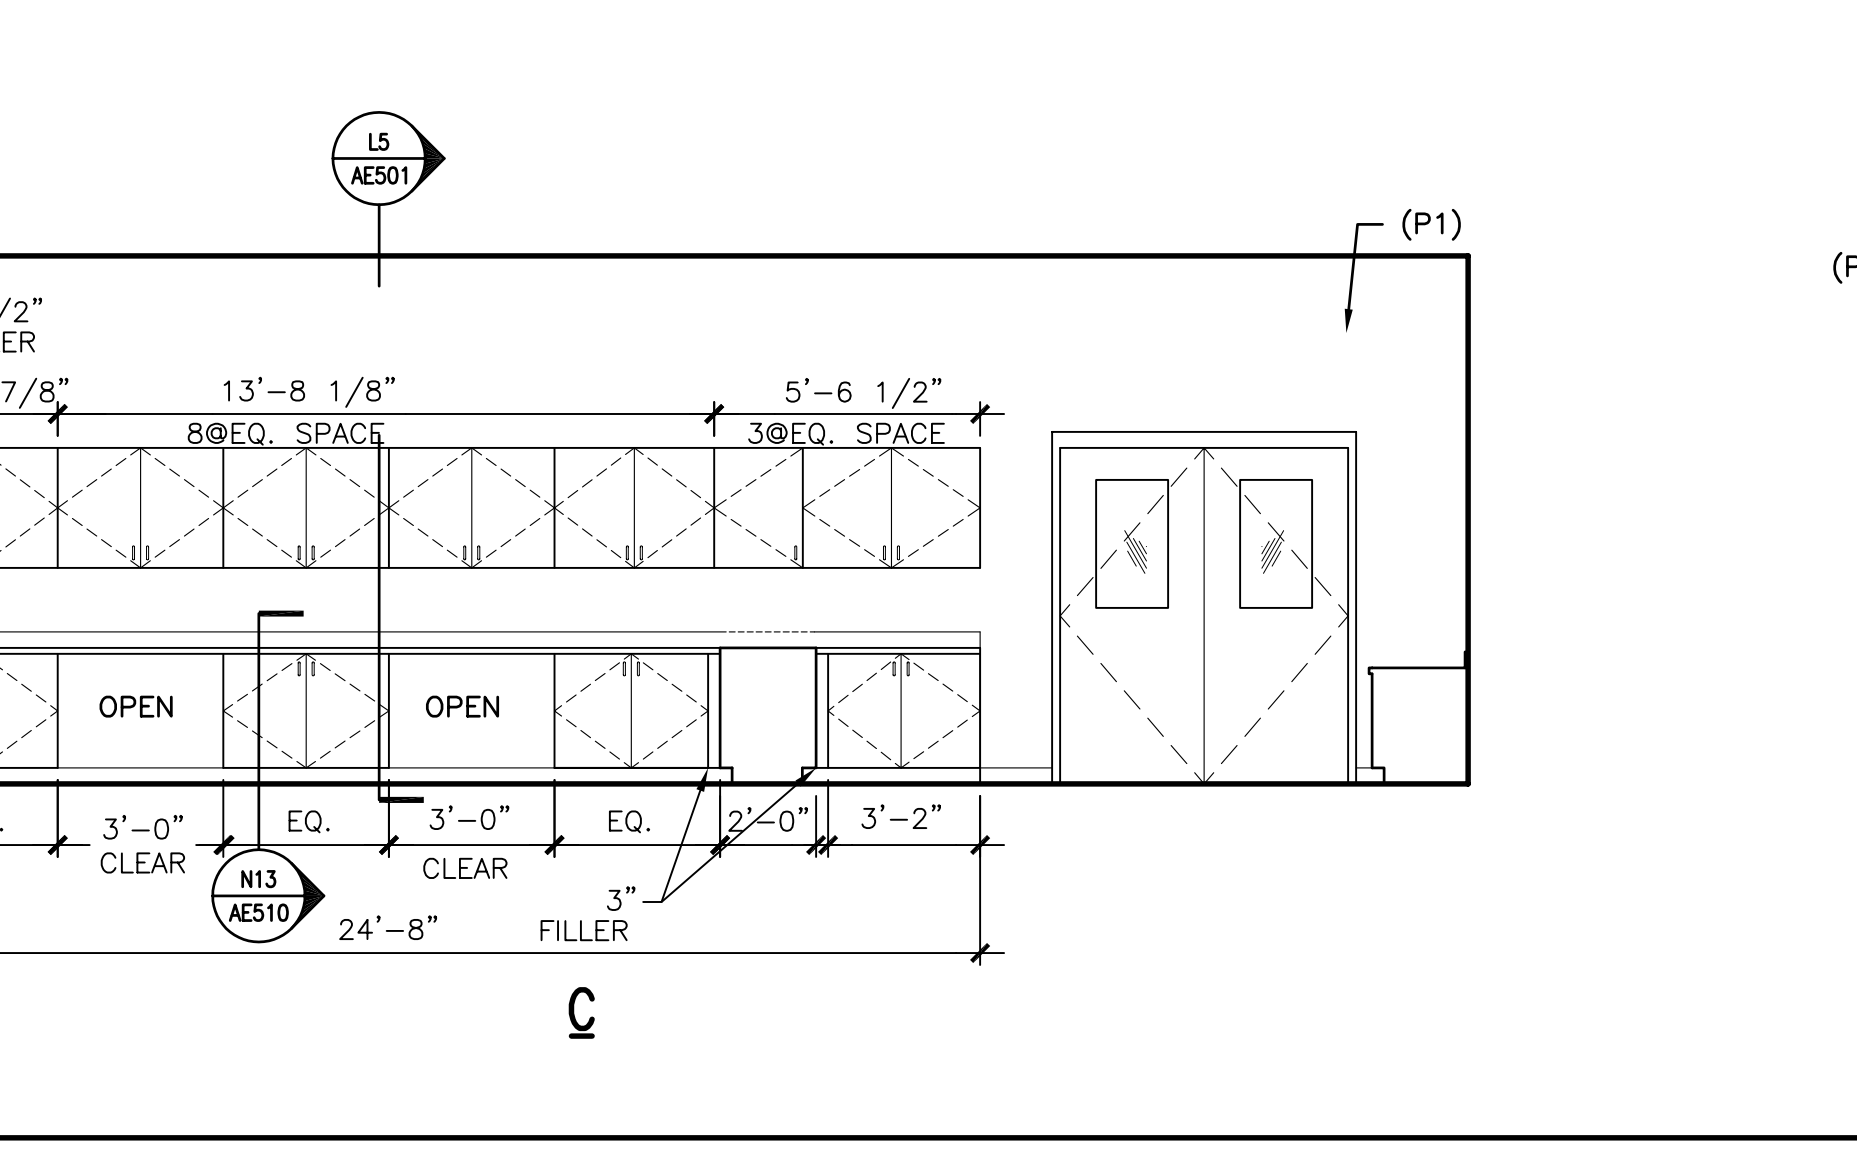 L5
AE501
(P1)
(P
/2"
ER
7/8"
13'-8 1/8"
5'-6 1/2"
8@EQ. SPACE
3@EQ. SPACE
OPEN
OPEN
.
3'-0"
CLEAR
EQ.
3'-0"
CLEAR
EQ.
2'-0"
3'-2"
N13
AE510
3"
FILLER
24'-8"
C